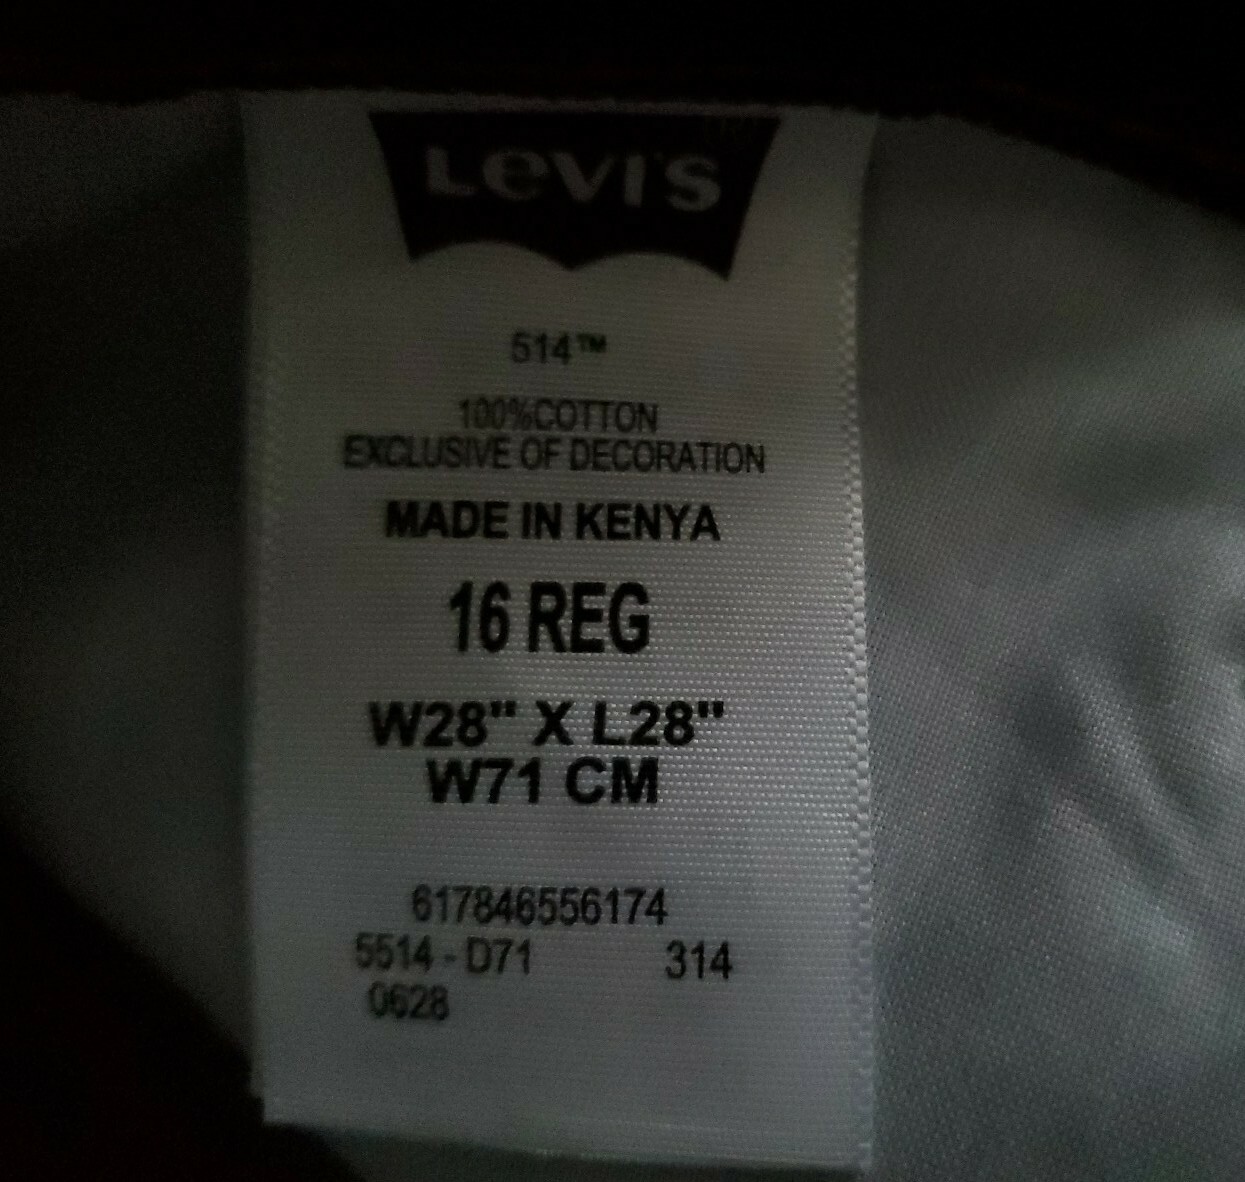 Levi's
514™
100%COTTON
EXCLUSIVE OF DECORATION
MADE IN KENYA
16 REG
W28" X L28"
W71 CM
617846556174
5514 - D71 314
0628